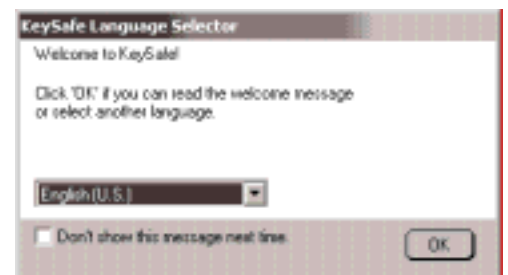 KeySafe Language Selector
Welcome to KeySafe!
Click 'OK' if you can read the welcome message
or select another language.
English (U.S.)
Don't show this message next time.
OK